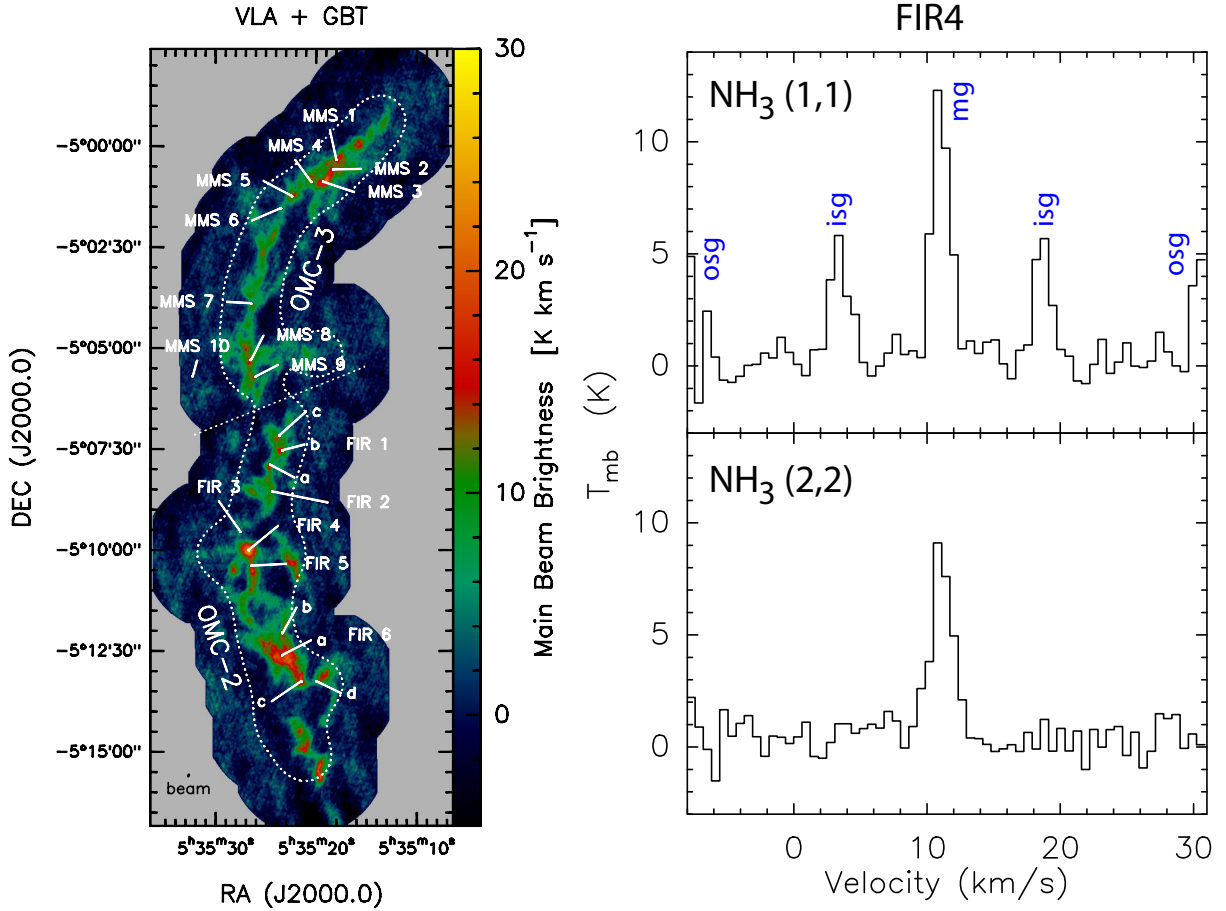 VLA + GBT
DEC (J2000.0)
-5°00'00"
-5°02'30"
-5°05'00"
-5°07'30"
-5°10'00"
-5°12'30"
-5°15'00"
MMS 1
MMS 4
MMS 2
MMS 5
MMS 3
MMS 6
OMC-3
MMS 7
MMS 8
MMS 10
MMS 9
c
b
FIR 1
a
FIR 3
FIR 2
FIR 4
FIR 5
b
OMC-2
FIR 6
a
c
d
beam
5h35m30s
5h35m20s
5h35m10s
RA (J2000.0)
30
20
10
0
Main Beam Brightness [K km s⁻¹]
FIR4
NH₃ (1,1)
osg
isg
mg
isg
osg
10
5
0
Tmb (K)
NH₃ (2,2)
10
5
0
0
10
20
30
Velocity (km/s)